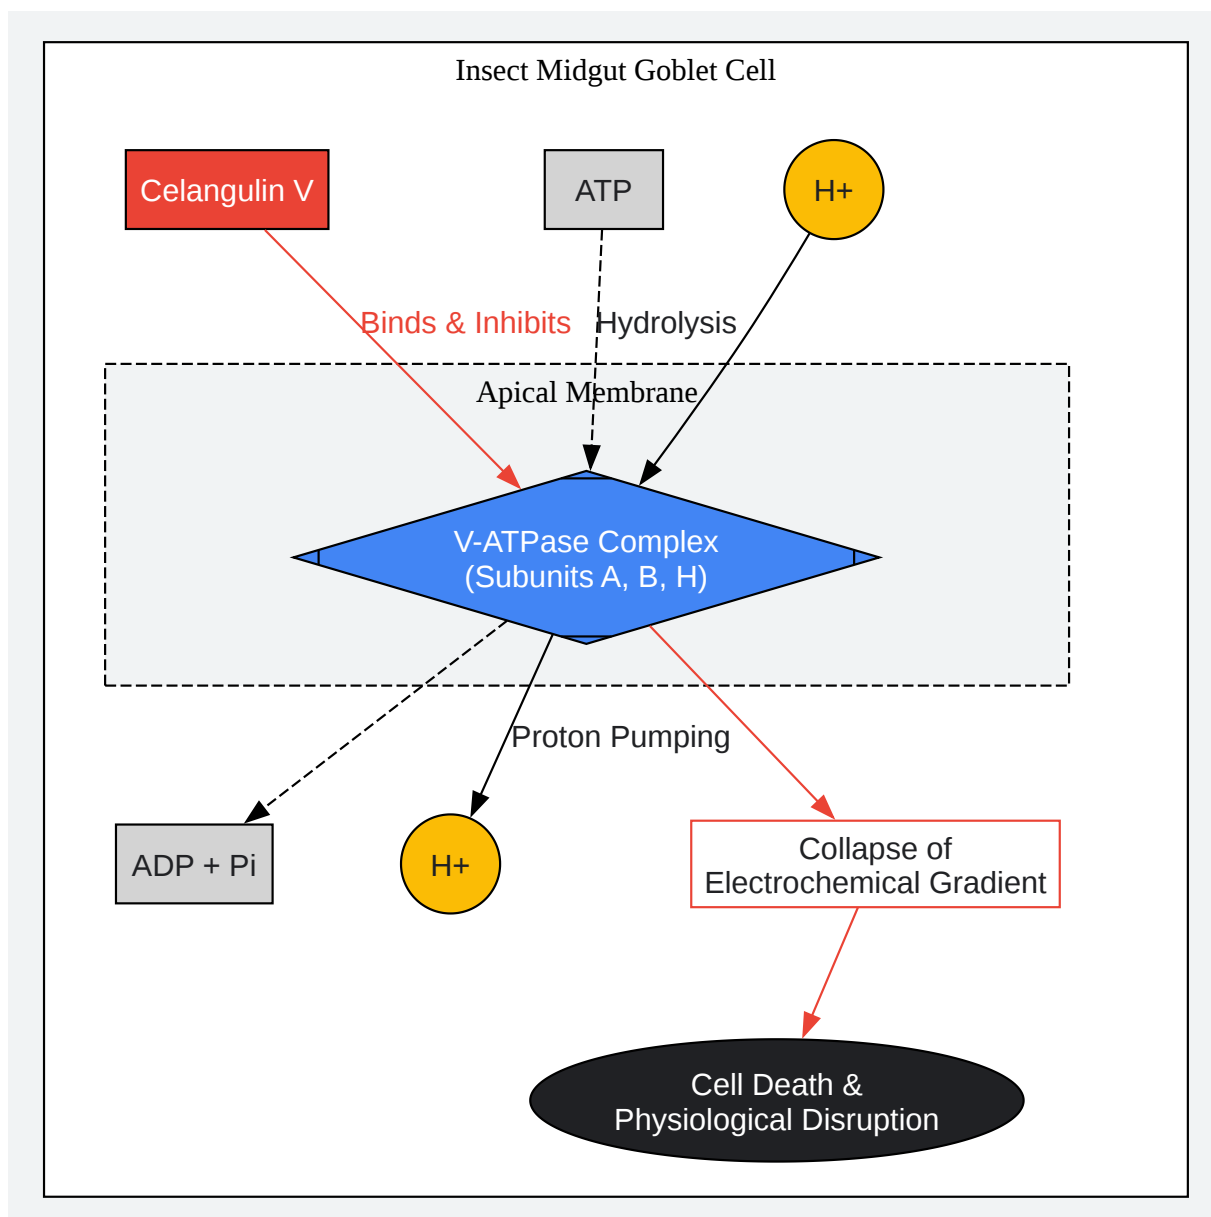 Insect Midgut Goblet Cell
Celangulin V
ATP
H+
Binds & Inhibits
Hydrolysis
Apical Membrane
V-ATPase Complex
(Subunits A, B, H)
Proton Pumping
ADP + Pi
H+
Collapse of
Electrochemical Gradient
Cell Death &
Physiological Disruption